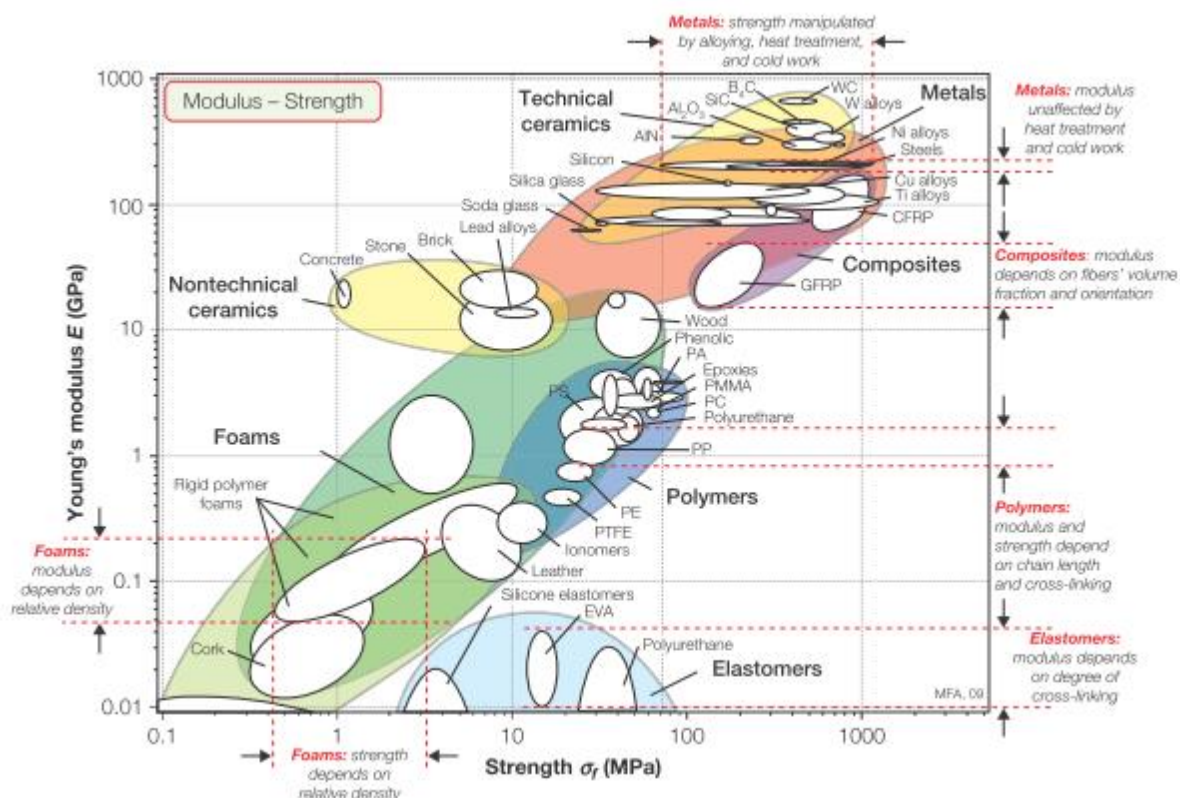 Metals: strength manipulated
by alloying, heat treatment,
and cold work
Modulus – Strength
1000
100
10
1
0.1
0.01
Young's modulus E (GPa)
Technical
ceramics
B₄C
SiC
Al₂O₃
AlN
WC
W alloys
Metals
Ni alloys
Steels
Silicon
Silica glass
Soda glass
Cu alloys
Ti alloys
CFRP
Lead alloys
Brick
Stone
Concrete
Nontechnical
ceramics
Composites
GFRP
Wood
Phenolic
PA
Epoxies
PMMA
PC
Polyurethane
PS
PP
Foams
Rigid polymer
foams
Polymers
PE
PTFE
Ionomers
Leather
Silicone elastomers
EVA
Polyurethane
Elastomers
Cork
MFA, 09
0.1
1
10
100
1000
Strength σf (MPa)
Metals: modulus
unaffected by
heat treatment
and cold work
Composites: modulus
depends on fibers' volume
fraction and orientation
Polymers:
modulus and
strength depend
on chain length
and cross-linking
Elastomers:
modulus depends
on degree of
cross-linking
Foams:
modulus
depends on
relative density
Foams: strength
depends on
relative density